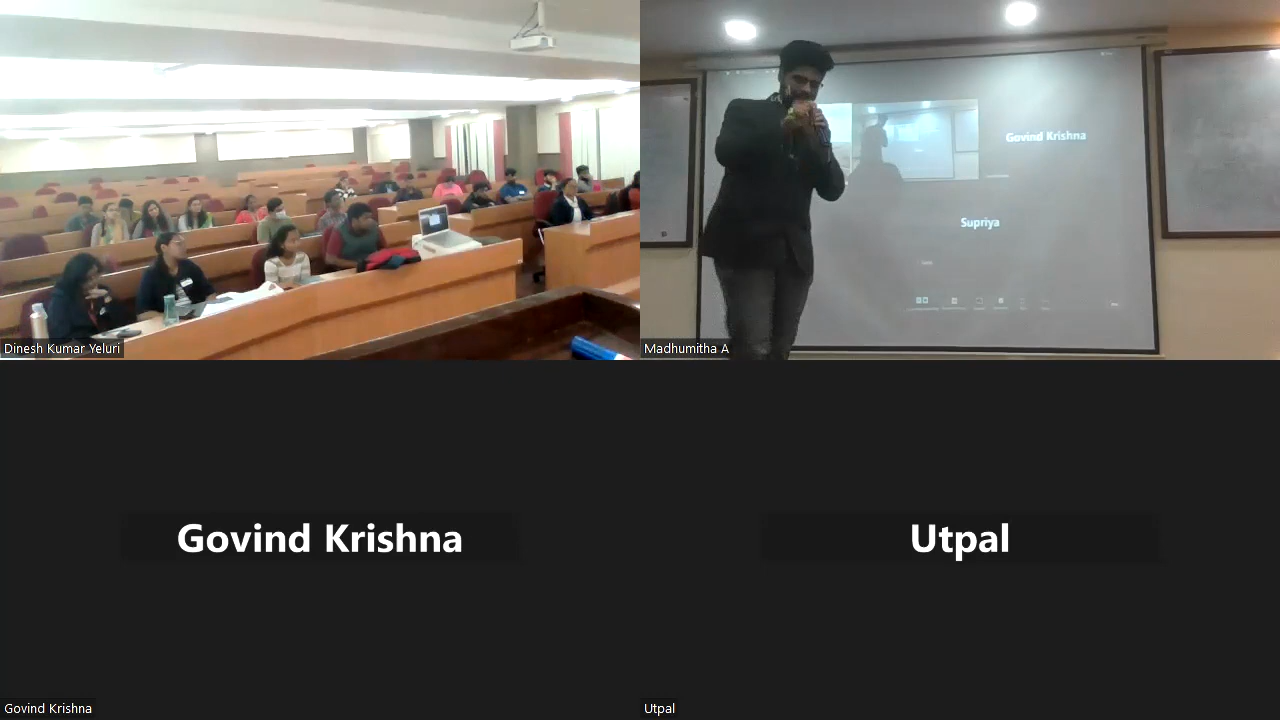 Govind Krishna
Supriya
Dinesh Kumar Yeluri
Madhumitha A
Govind Krishna
Utpal
Govind Krishna
Utpal